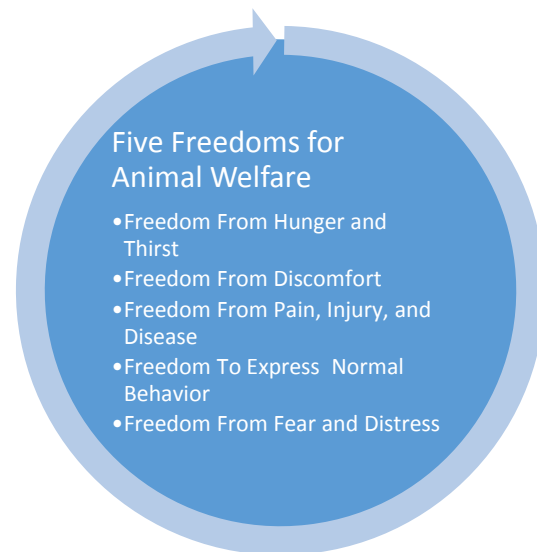 Five Freedoms for
Animal Welfare
•Freedom From Hunger and
Thirst
•Freedom From Discomfort
•Freedom From Pain, Injury, and
Disease
•Freedom To Express  Normal
Behavior
•Freedom From Fear and Distress